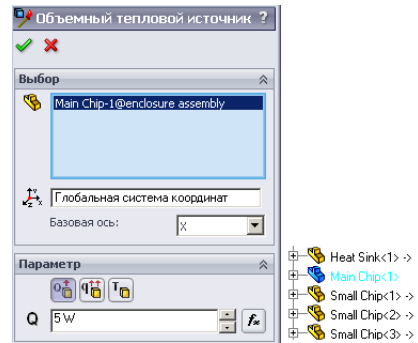 Объемный тепловой источник ?
Выбор
Main Chip-1@enclosure assembly
Глобальная система координат
Базовая ось: X
Параметр
Q 5 W fx
Heat Sink<1> ->
Main Chip<1>
Small Chip<1> ->
Small Chip<2> ->
Small Chip<3> ->